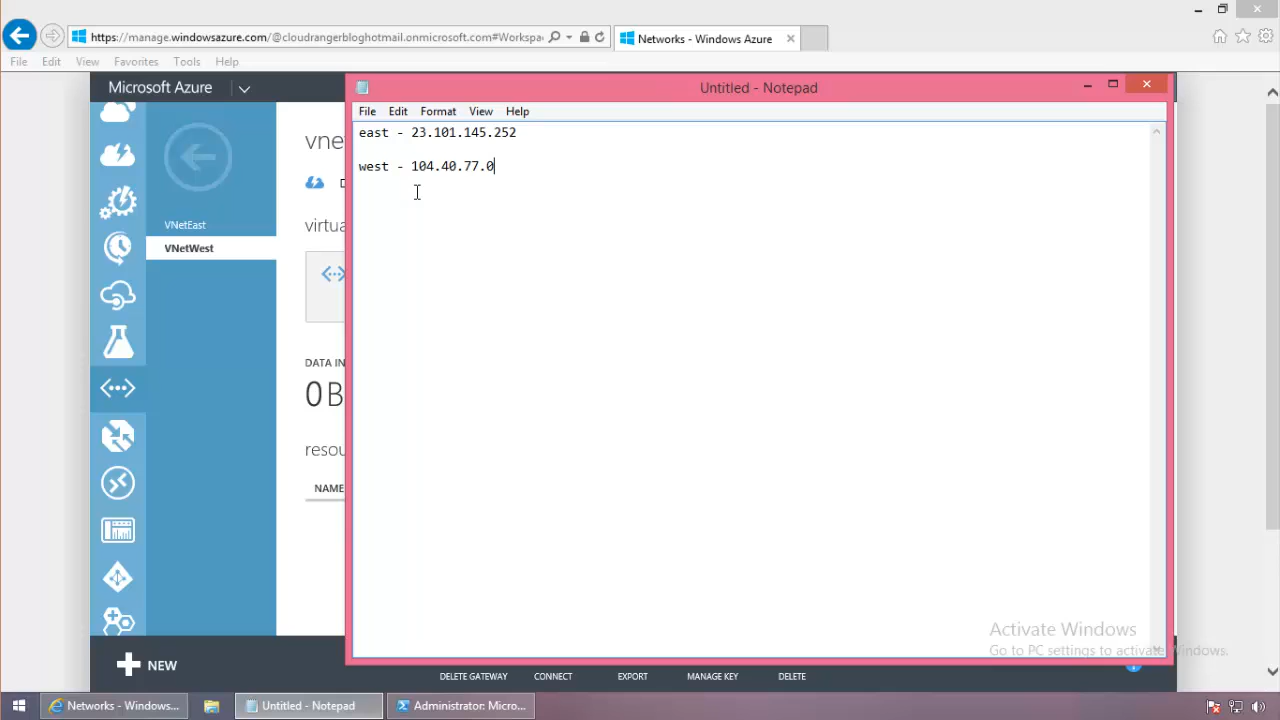 https://manage.windowsazure.com/@cloudrangerbloghotmail.onmicrosoft.com#Workspa
Networks - Windows Azure
File Edit View Favorites Tools Help
Microsoft Azure
Untitled - Notepad
File Edit Format View Help
east - 23.101.145.252
west - 104.40.77.0
vnet
D
VNetEast
VNetWest
virtua
DATA IN
0 B
resou
NAME
Activate Windows
Go to PC settings to activate Windows.
NEW
DELETE GATEWAY CONNECT EXPORT MANAGE KEY DELETE
Networks - Windows... Untitled - Notepad Administrator: Micro...